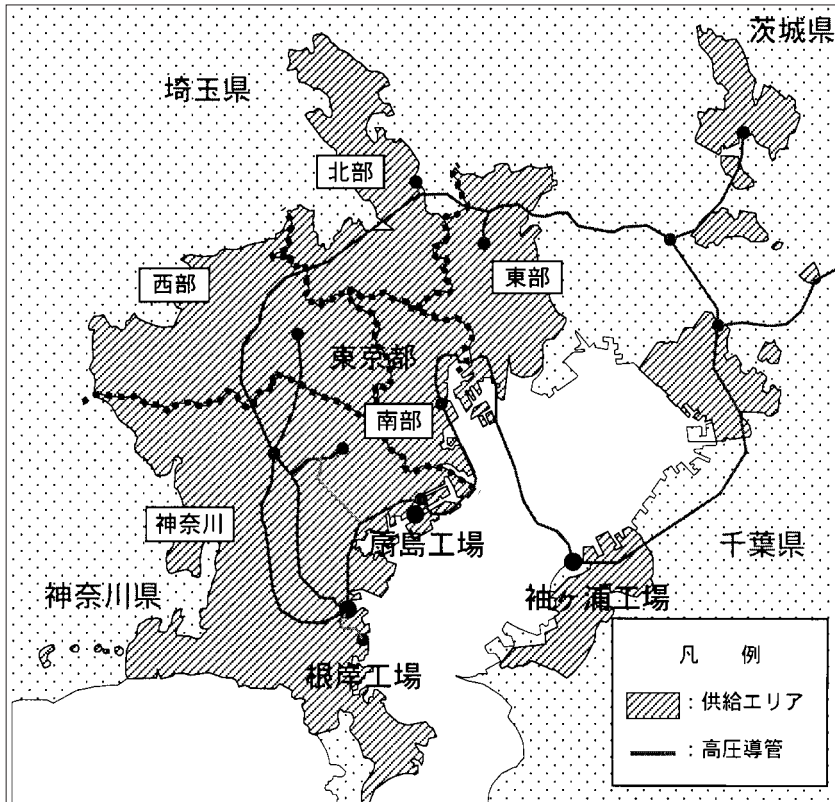 茨城県
埼玉県
北部
西部
東部
東京都
南部
神奈川
扇島工場
千葉県
神奈川県
袖ヶ浦工場
根岸工場
凡 例
：供給エリア
：高圧導管